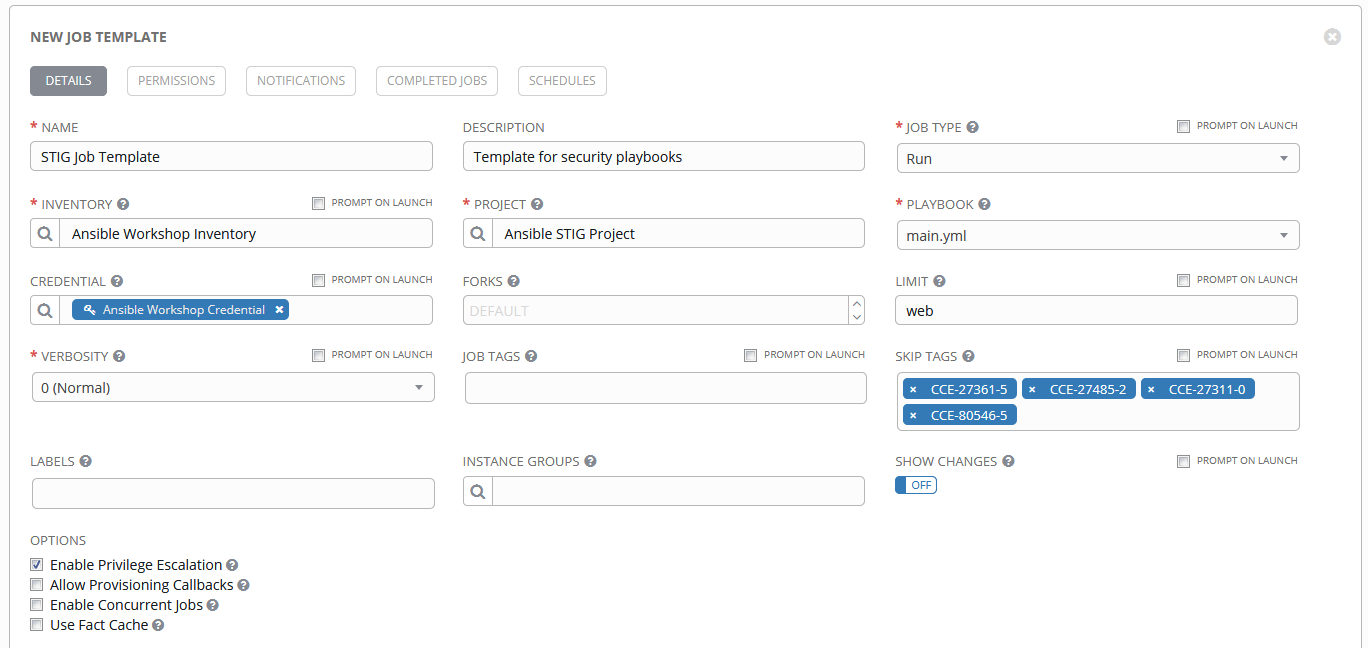 NEW JOB TEMPLATE
DETAILS PERMISSIONS NOTIFICATIONS COMPLETED JOBS SCHEDULES
* NAME DESCRIPTION * JOB TYPE PROMPT ON LAUNCH
STIG Job Template Template for security playbooks Run
* INVENTORY PROMPT ON LAUNCH * PROJECT * PLAYBOOK
Ansible Workshop Inventory Ansible STIG Project main.yml
CREDENTIAL PROMPT ON LAUNCH FORKS LIMIT PROMPT ON LAUNCH
Ansible Workshop Credential × DEFAULT web
* VERBOSITY PROMPT ON LAUNCH JOB TAGS PROMPT ON LAUNCH SKIP TAGS PROMPT ON LAUNCH
0 (Normal) × CCE-27361-5 × CCE-27485-2 × CCE-27311-0
× CCE-80546-5
LABELS INSTANCE GROUPS SHOW CHANGES PROMPT ON LAUNCH
OFF
OPTIONS
Enable Privilege Escalation
Allow Provisioning Callbacks
Enable Concurrent Jobs
Use Fact Cache